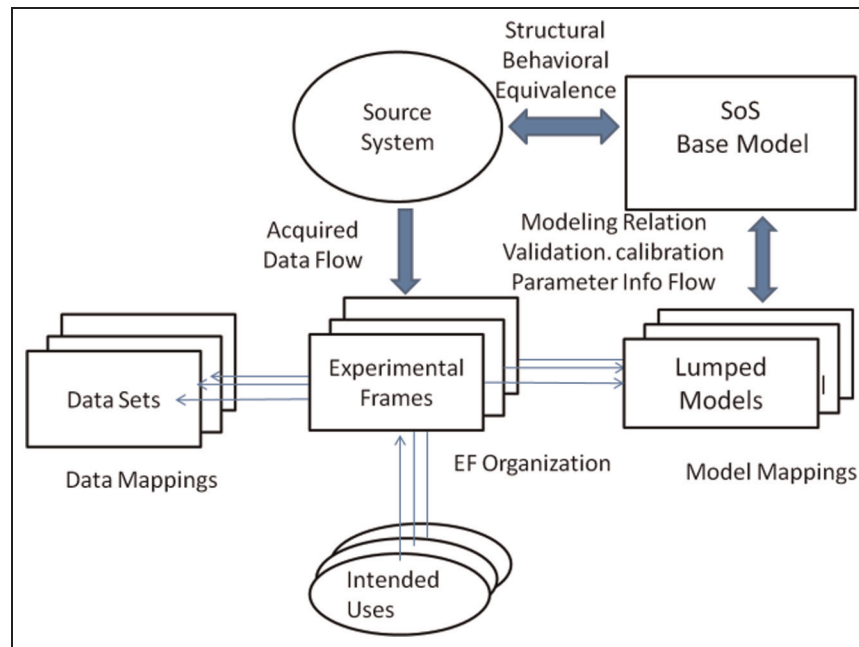 Structural
Behavioral
Equivalence
Source
System
SoS
Base Model
Acquired
Data Flow
Modeling Relation
Validation. calibration
Parameter Info Flow
Data Sets
Experimental
Frames
Lumped
Models
l
Data Mappings
EF Organization
Model Mappings
Intended
Uses